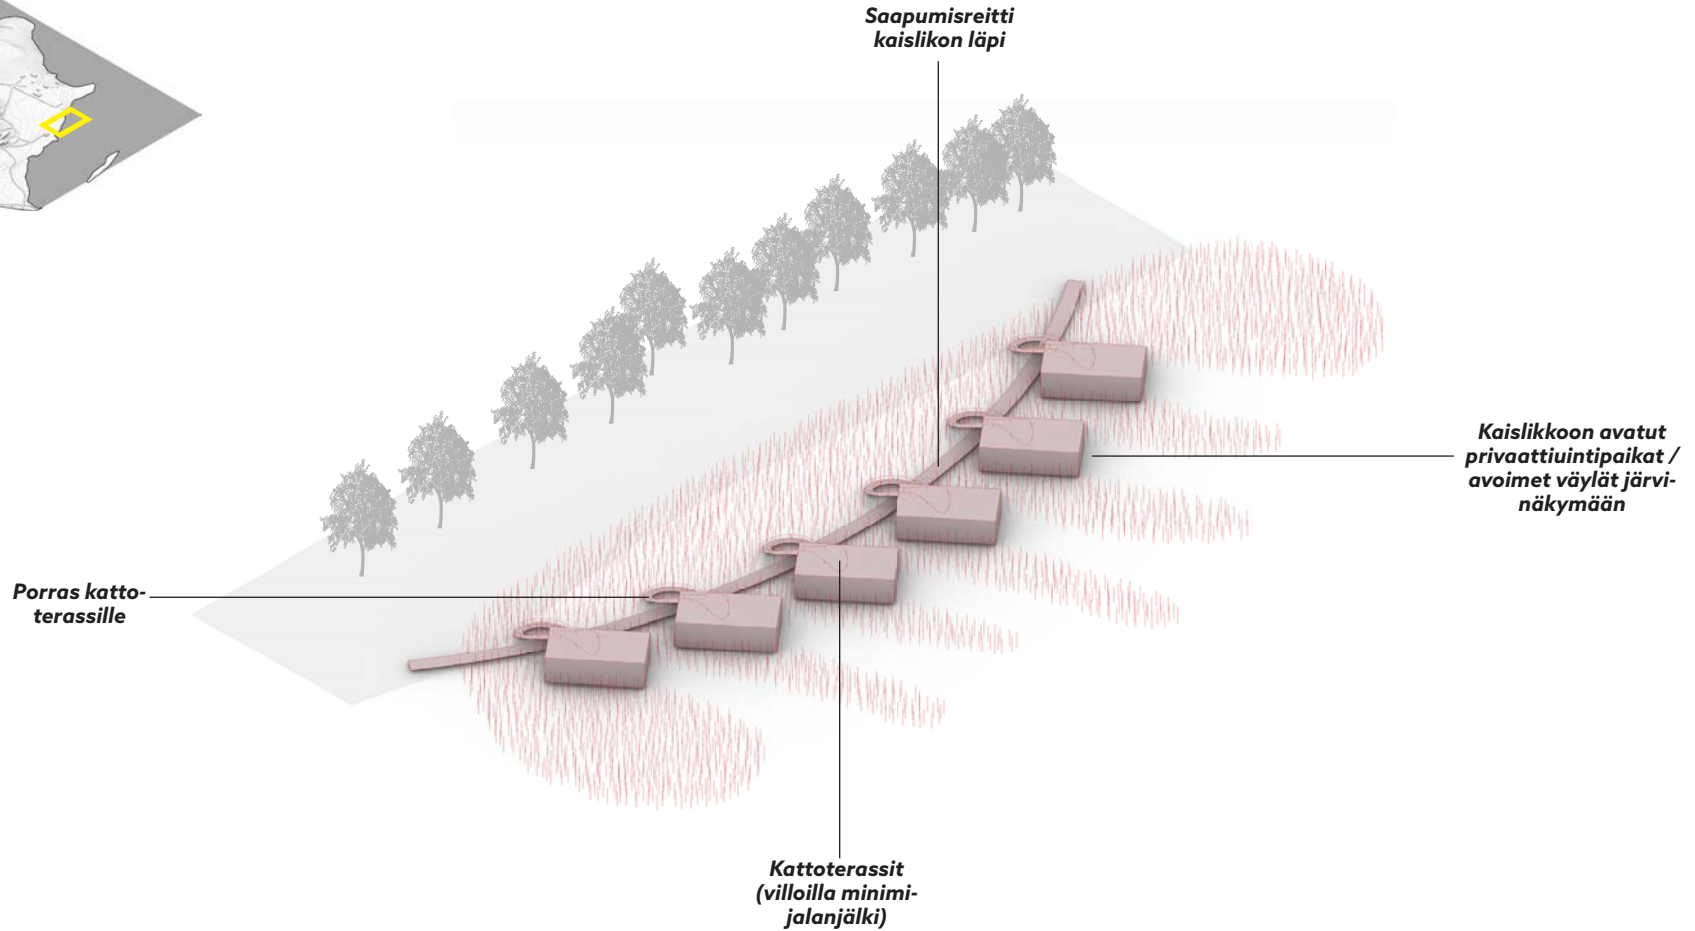 Saapumisreitti
kaislikon läpi
Kaislikkoon avatut
privaattiuintipaikat /
avoimet väylät järvi-
näkymään
Porras katto-
terassille
Kattoterassit
(villoilla minimi-
jalanjälki)